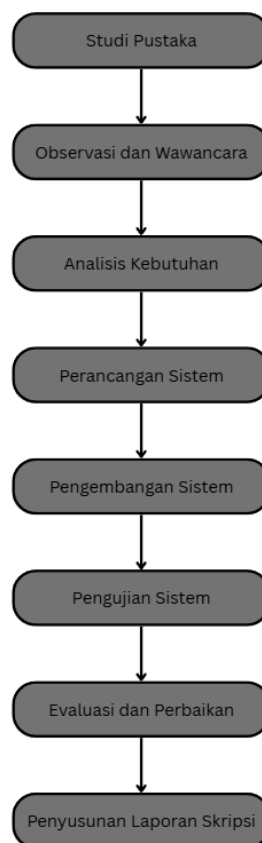 Studi Pustaka
Observasi dan Wawancara
Analisis Kebutuhan
Perancangan Sistem
Pengembangan Sistem
Pengujian Sistem
Evaluasi dan Perbaikan
Penyusunan Laporan Skripsi